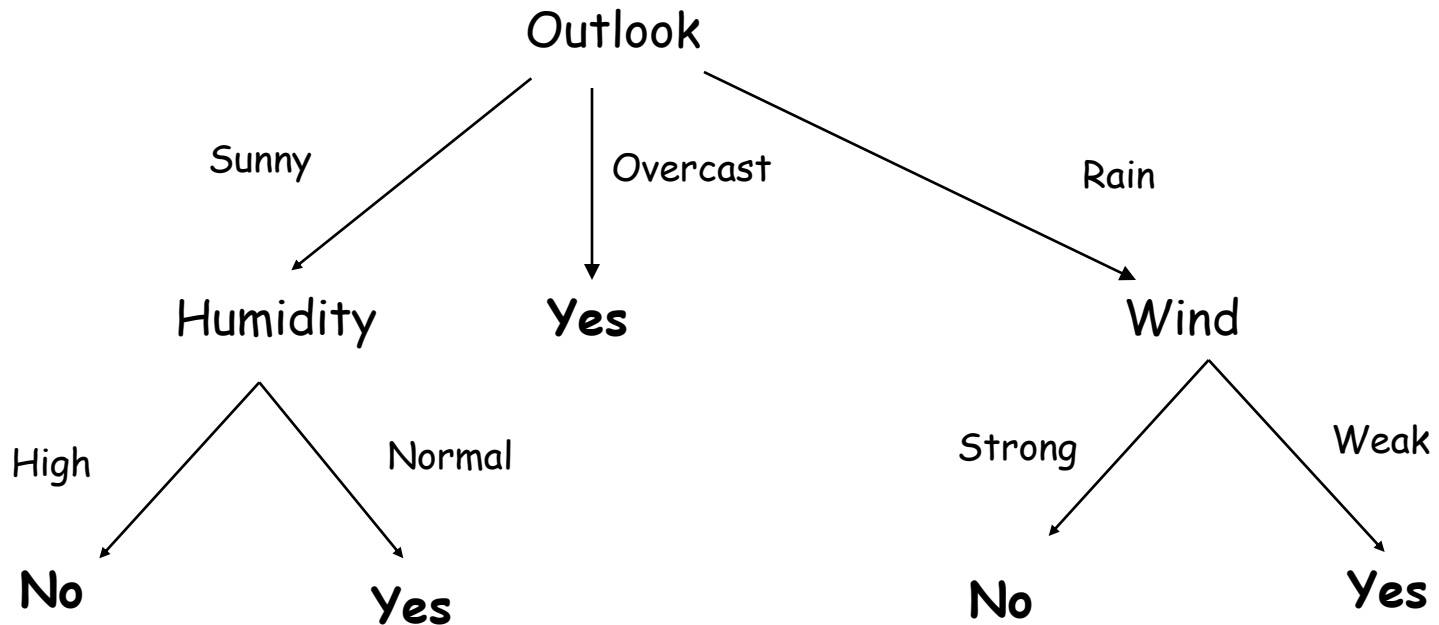 Outlook
Sunny
Overcast
Rain
Humidity
Yes
Wind
High
Normal
Strong
Weak
No
Yes
No
Yes